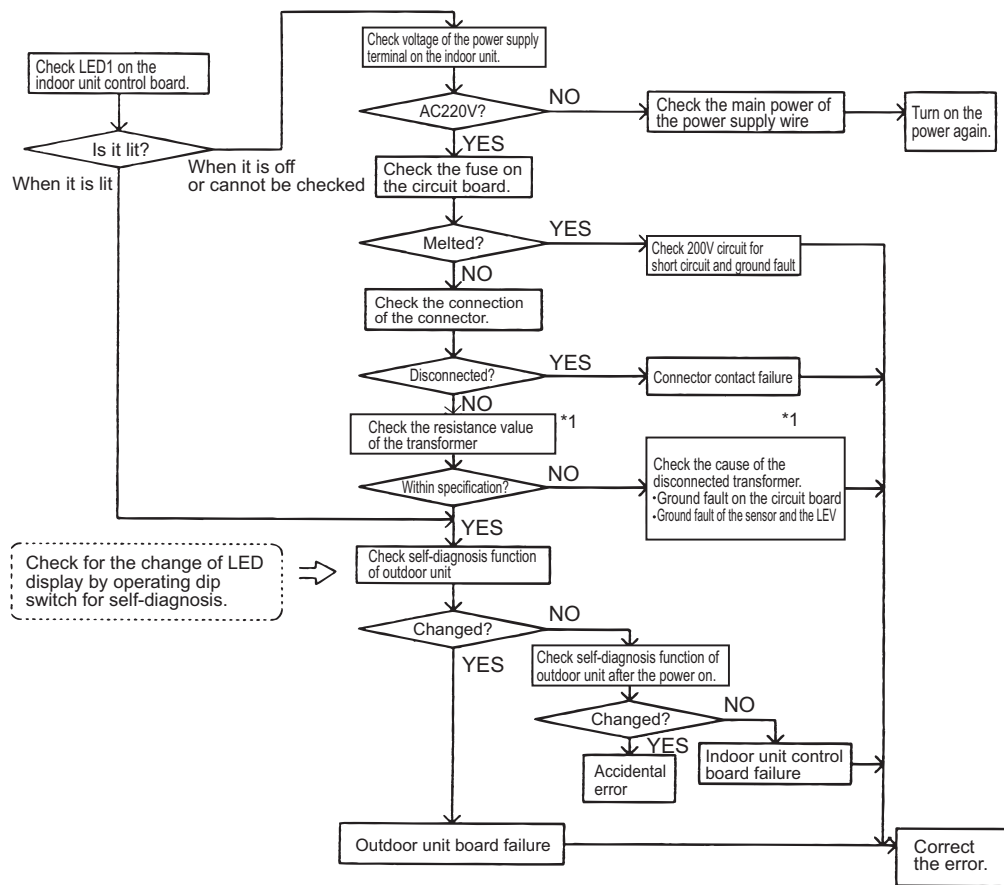 Check LED1 on the
indoor unit control board.
Is it lit?
When it is lit
When it is off
or cannot be checked
Check voltage of the power supply
terminal on the indoor unit.
AC220V?
NO
Check the main power of
the power supply wire
Turn on the
power again.
YES
Check the fuse on
the circuit board.
Melted?
YES
Check 200V circuit for
short circuit and ground fault
NO
Check the connection
of the connector.
Disconnected?
YES
Connector contact failure
NO
Check the resistance value
of the transformer
*1
*1
Within specification?
NO
Check the cause of the
disconnected transformer.
•Ground fault on the circuit board
•Ground fault of the sensor and the LEV
YES
Check for the change of LED
display by operating dip
switch for self-diagnosis.
Check self-diagnosis function
of outdoor unit
Changed?
NO
YES
Check self-diagnosis function of
outdoor unit after the power on.
Changed?
NO
YES
Accidental
error
Indoor unit control
board failure
Outdoor unit board failure
Correct
the error.